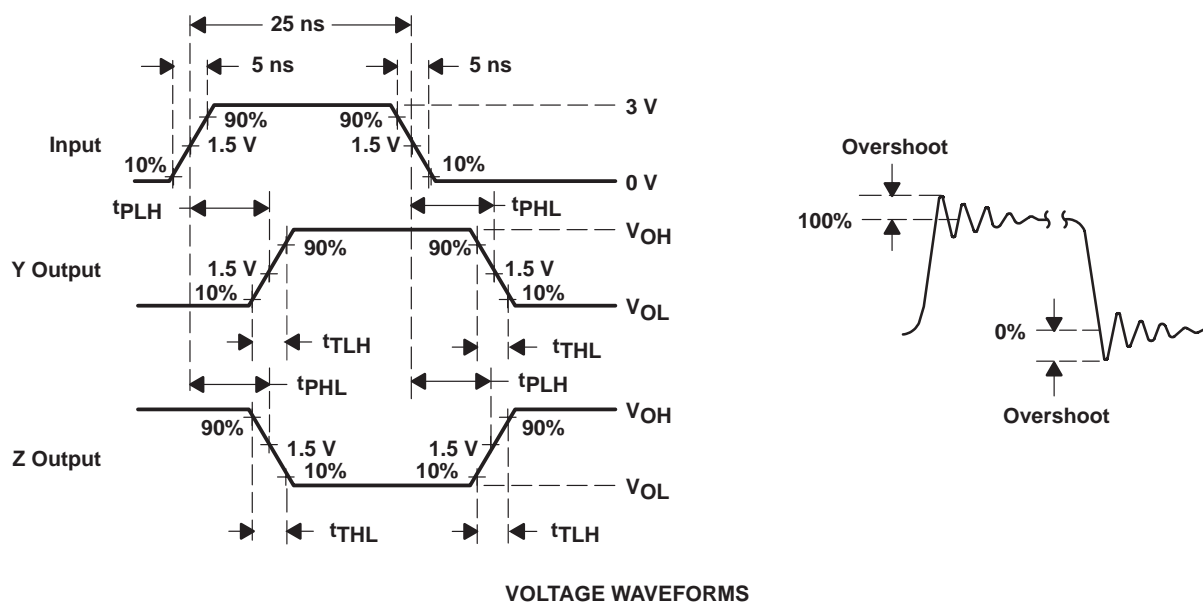 25 ns
5 ns
5 ns
Input
10%
90%
1.5 V
90%
1.5 V
10%
3 V
0 V
tPLH
tPHL
Y Output
10%
1.5 V
90%
90%
1.5 V
10%
VOH
VOL
tTLH
tTHL
tPHL
tPLH
Z Output
90%
1.5 V
10%
10%
1.5 V
90%
VOH
VOL
tTHL
tTLH
Overshoot
100%
0%
Overshoot
VOLTAGE WAVEFORMS